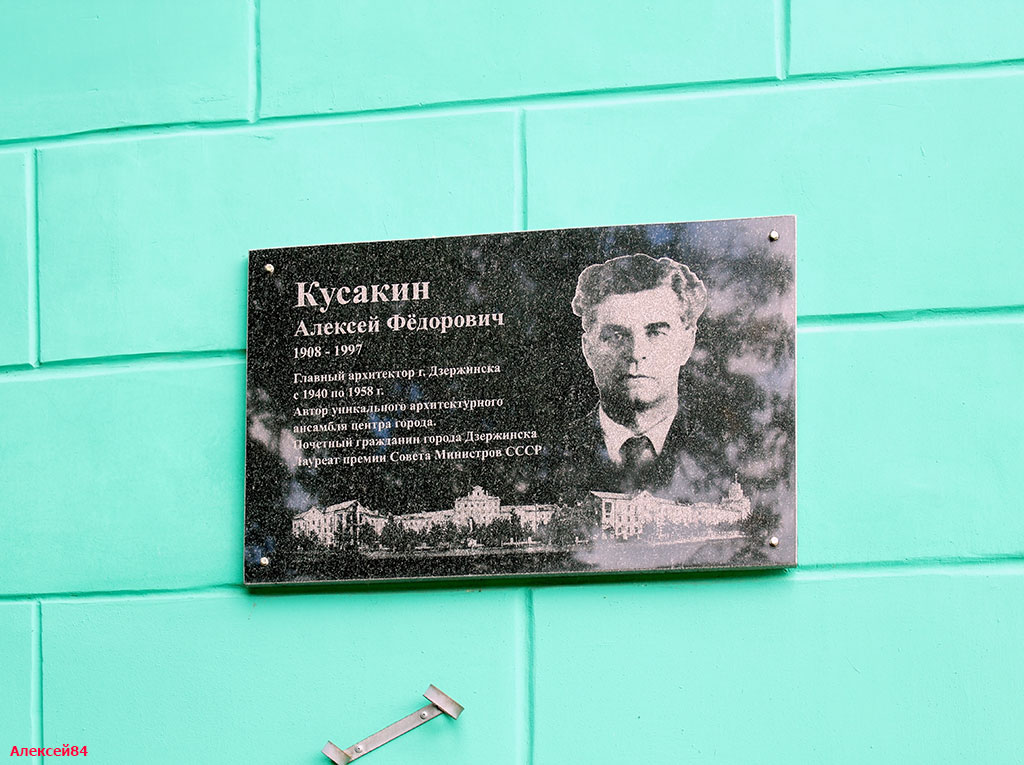 Кусакин
Алексей Фёдорович
1908 - 1997
Главный архитектор г. Дзержинска
с 1940 по 1958 г.
Автор уникального архитектурного
ансамбля центра города.
Почетный гражданин города Дзержинска
Лауреат премии Совета Министров СССР
Алексей84